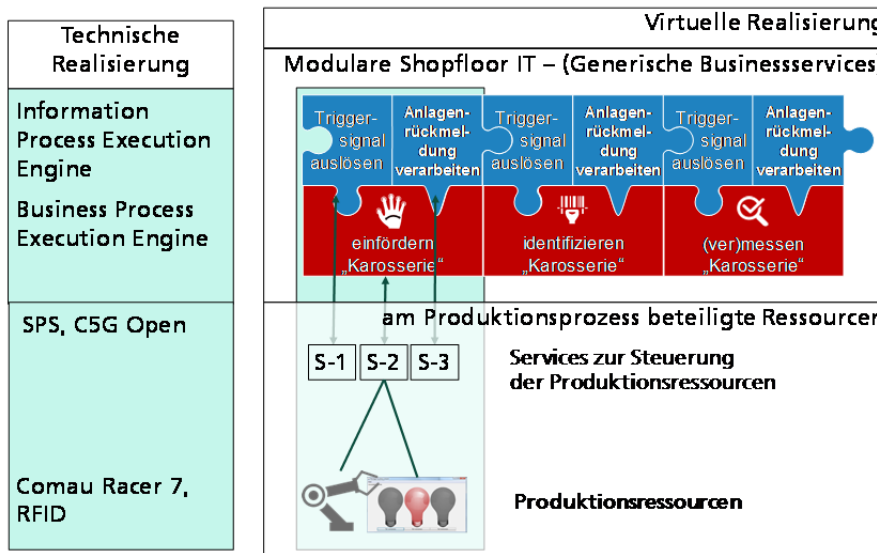 Technische
Realisierung
Information
Process Execution
Engine
Business Process
Execution Engine
SPS, C5G Open
Comau Racer 7,
RFID
Virtuelle Realisierung
Modulare Shopfloor IT – (Generische Businessservices)
Trigger-
signal
auslösen
Anlagen-
rückmel-
dung
verarbeiten
Trigger-
signal
auslösen
Anlagen-
rückmel-
dung
verarbeiten
Trigger-
signal
auslösen
Anlagen-
rückmel-
dung
verarbeiten
einfördern
„Karosserie“
identifizieren
„Karosserie“
(ver)messen
„Karosserie“
am Produktionsprozess beteiligte Ressourcen
S-1
S-2
S-3
Services zur Steuerung
der Produktionsressourcen
Produktionsressourcen